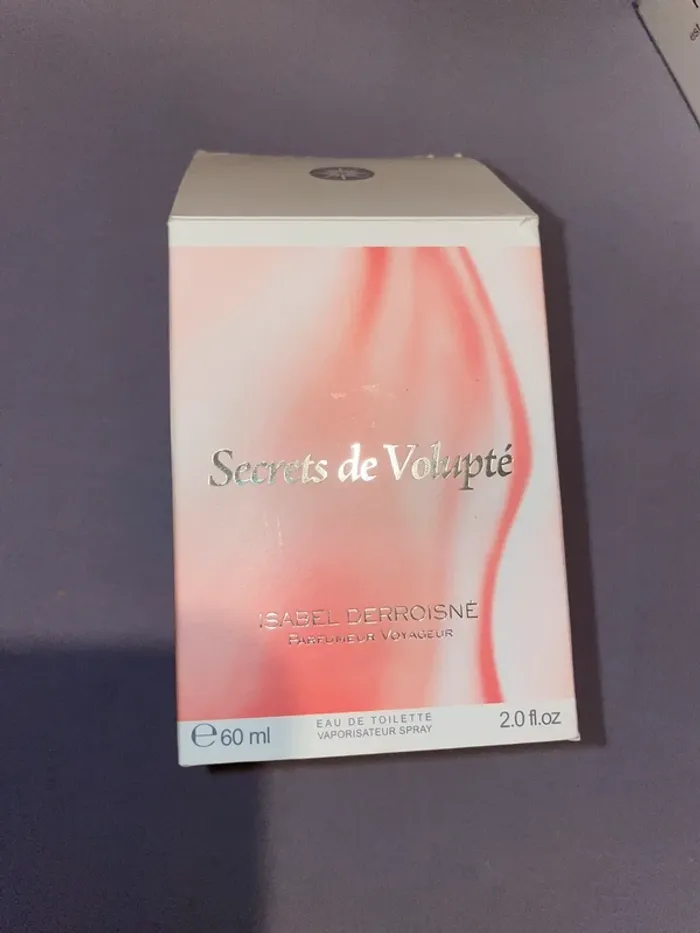 Secrets de Volupté
ISABEL DERROISNÉ
PARFUMEUR VOYAGEUR
℮ 60 ml
EAU DE TOILETTE
VAPORISATEUR SPRAY
2.0 fl.oz